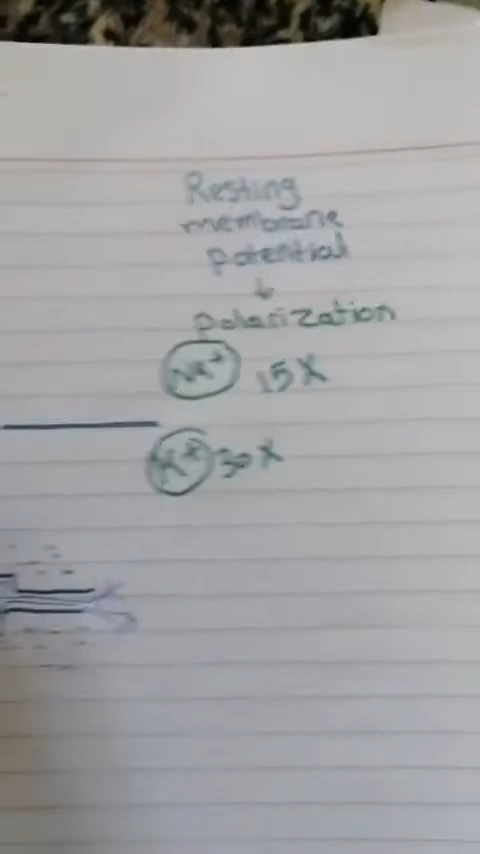 Resting
membrane
potential
↓
polarization
Na+ 15X
K+ 30X